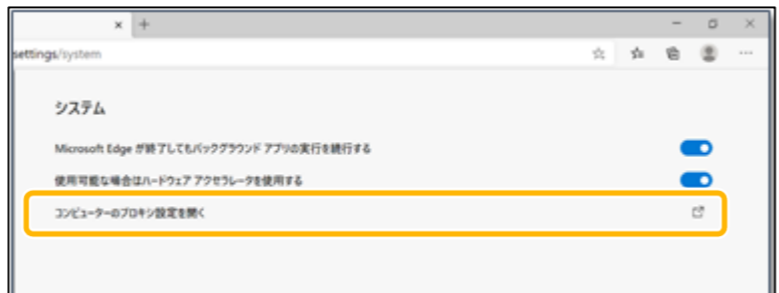 settings/system
システム
Microsoft Edge が終了してもバックグラウンド アプリの実行を続行する
使用可能な場合はハードウェア アクセラレータを使用する
コンピューターのプロキシ設定を開く